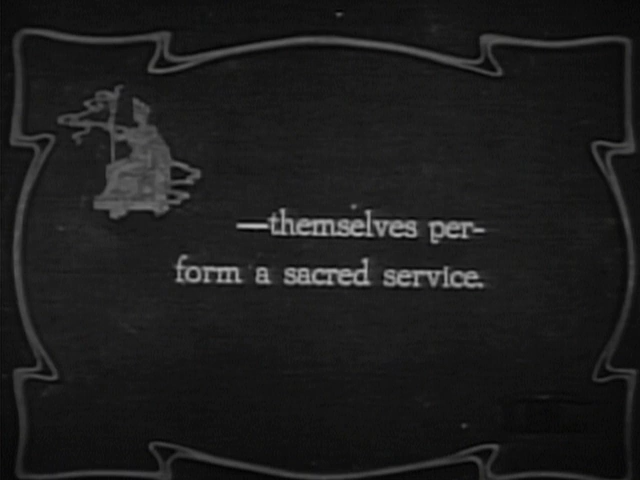 —themselves per-
form a sacred service.